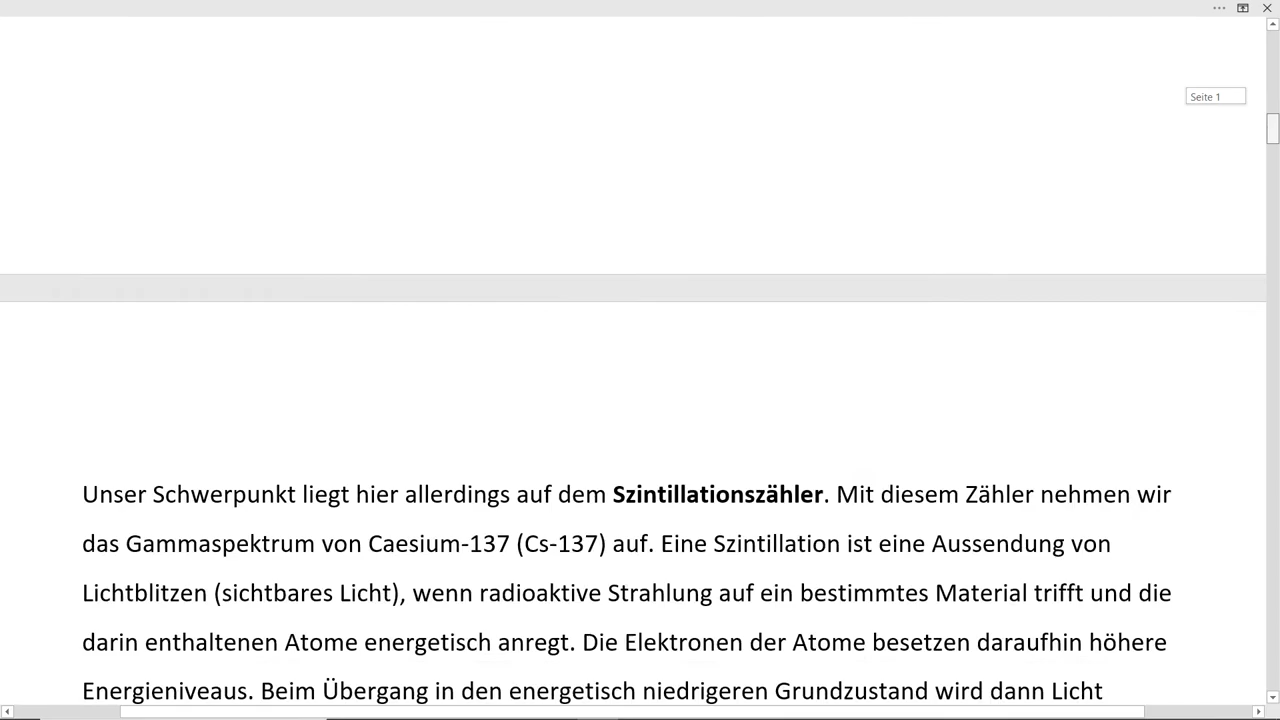 Seite 1
Unser Schwerpunkt liegt hier allerdings auf dem Szintillationszähler. Mit diesem Zähler nehmen wir
das Gammaspektrum von Caesium-137 (Cs-137) auf. Eine Szintillation ist eine Aussendung von
Lichtblitzen (sichtbares Licht), wenn radioaktive Strahlung auf ein bestimmtes Material trifft und die
darin enthaltenen Atome energetisch anregt. Die Elektronen der Atome besetzen daraufhin höhere
Energieniveaus. Beim Übergang in den energetisch niedrigeren Grundzustand wird dann Licht